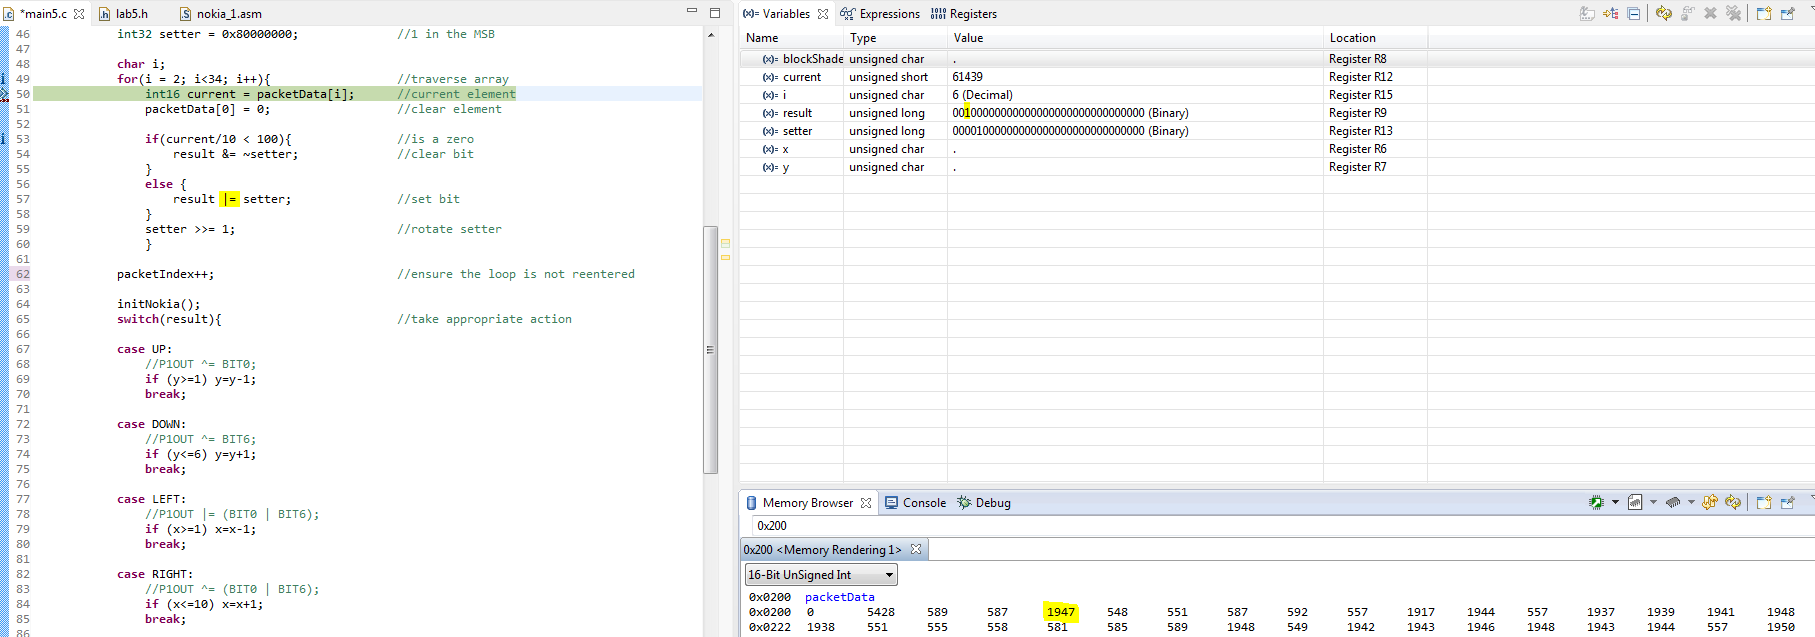 *main5.c lab5.h nokia_1.asm
46 int32 setter = 0x80000000; //1 in the MSB
47
48 char i;
49 for(i = 2; i<34; i++){ //traverse array
50 int16 current = packetData[i]; //current element
51 packetData[0] = 0; //clear element
52
53 if(current/10 < 100){ //is a zero
54 result &= ~setter; //clear bit
55 }
56 else {
57 result |= setter; //set bit
58 }
59 setter >>= 1; //rotate setter
60 }
61
62 packetIndex++; //ensure the loop is not reentered
63
64 initNokia();
65 switch(result){ //take appropriate action
66
67 case UP:
68 //P1OUT ^= BIT0;
69 if (y>=1) y=y-1;
70 break;
71
72 case DOWN:
73 //P1OUT ^= BIT6;
74 if (y<=6) y=y+1;
75 break;
76
77 case LEFT:
78 //P1OUT |= (BIT0 | BIT6);
79 if (x>=1) x=x-1;
80 break;
81
82 case RIGHT:
83 //P1OUT ^= (BIT0 | BIT6);
84 if (x<=10) x=x+1;
85 break;
86
(x)= Variables Expressions Registers
Name Type Value Location
(x)= blockShade unsigned char . Register R8
(x)= current unsigned short 61439 Register R12
(x)= i unsigned char 6 (Decimal) Register R15
(x)= result unsigned long 00100000000000000000000000000000 (Binary) Register R9
(x)= setter unsigned long 00001000000000000000000000000000 (Binary) Register R13
(x)= x unsigned char . Register R6
(x)= y unsigned char . Register R7
Memory Browser Console Debug
0x200
0x200 <Memory Rendering 1>
16-Bit UnSigned Int
0x0200 packetData
0x0200 0 5428 589 587 1947 548 551 587 592 557 1917 1944 557 1937 1939 1941 1948
0x0222 1938 551 555 558 581 585 589 1948 549 1942 1943 1946 1948 1943 1944 557 1950